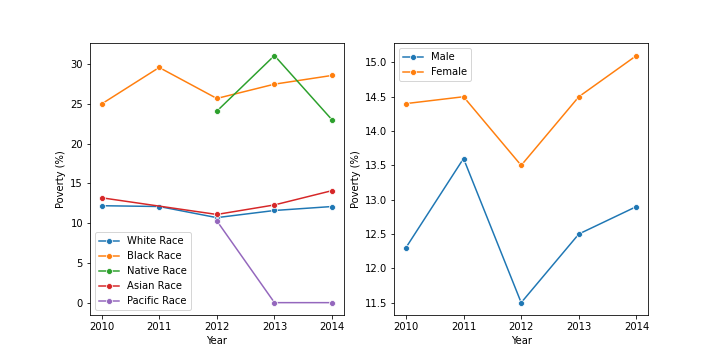 Poverty (%)
30
25
20
15
10
5
0
White Race
Black Race
Native Race
Asian Race
Pacific Race
2010 2011 2012 2013 2014
Year
Poverty (%)
15.0
14.5
14.0
13.5
13.0
12.5
12.0
11.5
Male
Female
2010 2011 2012 2013 2014
Year